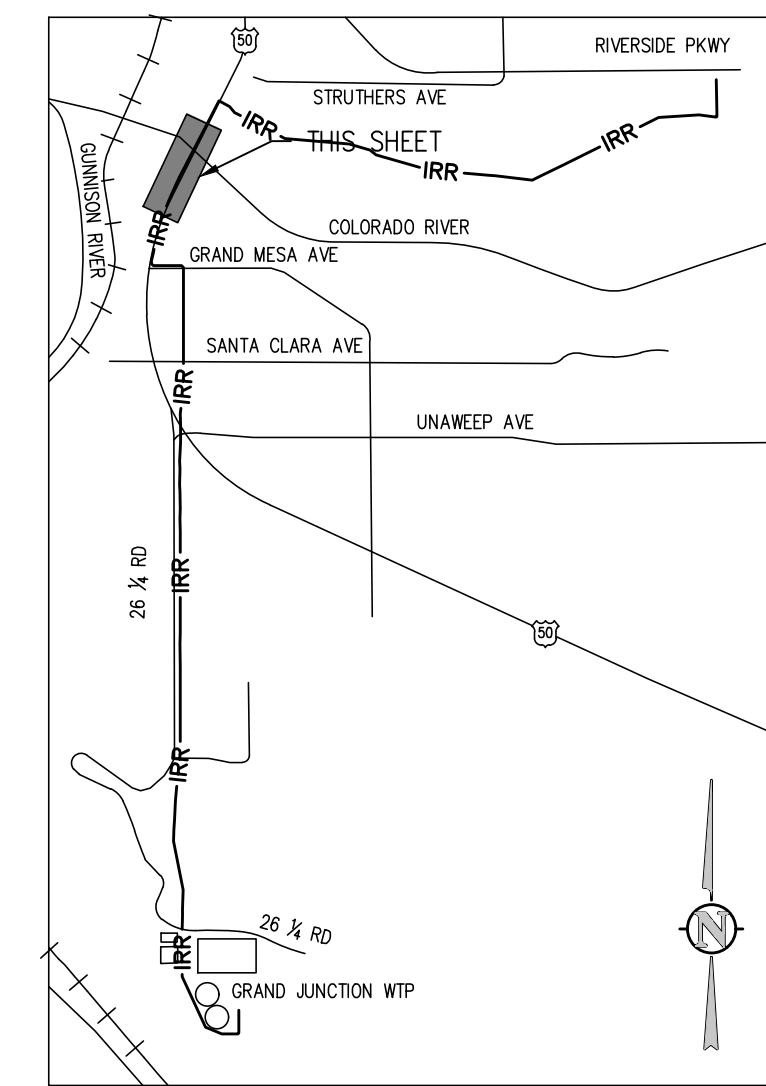 50
RIVERSIDE PKWY
STRUTHERS AVE
IRR
THIS SHEET
IRR
IRR
GUNNISON RIVER
IRR
COLORADO RIVER
GRAND MESA AVE
SANTA CLARA AVE
IRR
UNAWEEP AVE
26 ¼ RD
IRR
50
IRR
26 ¼ RD
N
IRR
GRAND JUNCTION WTP